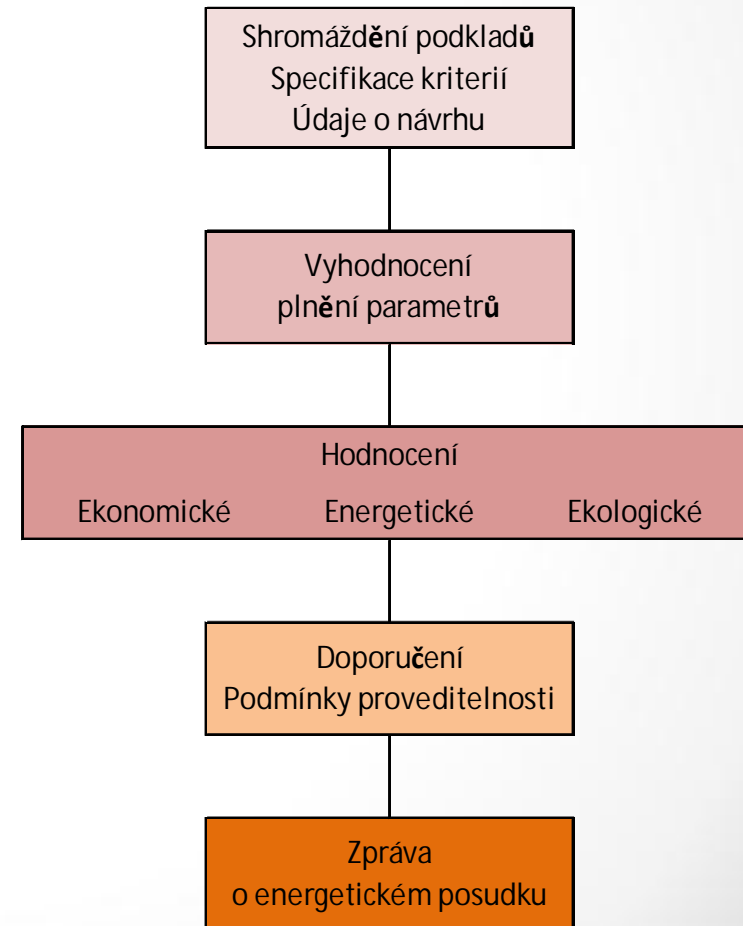 Shromáždění podkladů
Specifikace kriterií
Údaje o návrhu
Vyhodnocení
plnění parametrů
Hodnocení
Ekonomické Energetické Ekologické
Doporučení
Podmínky proveditelnosti
Zpráva
o energetickém posudku